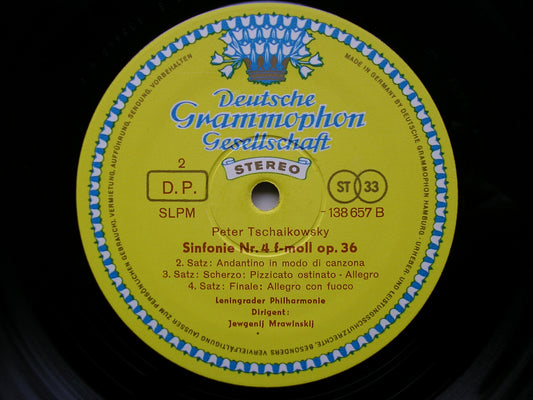 Deutsche
Grammophon
Gesellschaft
STEREO
2
D.P.
SLPM
ST 33
138 657 B
Peter Tschaikowsky
Sinfonie Nr. 4 f-moll op. 36
2. Satz: Andantino in modo di canzona
3. Satz: Scherzo: Pizzicato ostinato - Allegro
4. Satz: Finale: Allegro con fuoco
Leningrader Philharmonie
Dirigent:
Jewgenij Mrawinskij
MADE IN GERMANY BY DEUTSCHE GRAMMOPHON HAMBURG · URHEBER- UND LEISTUNGSSCHUTZRECHTE, BESONDERS VERVIELFÄLTIGUNG (AUSSER ZUM PERSÖNLICHEN GEBRAUCH), VERMIETUNG, AUFFÜHRUNG, SENDUNG, VORBEHALTEN